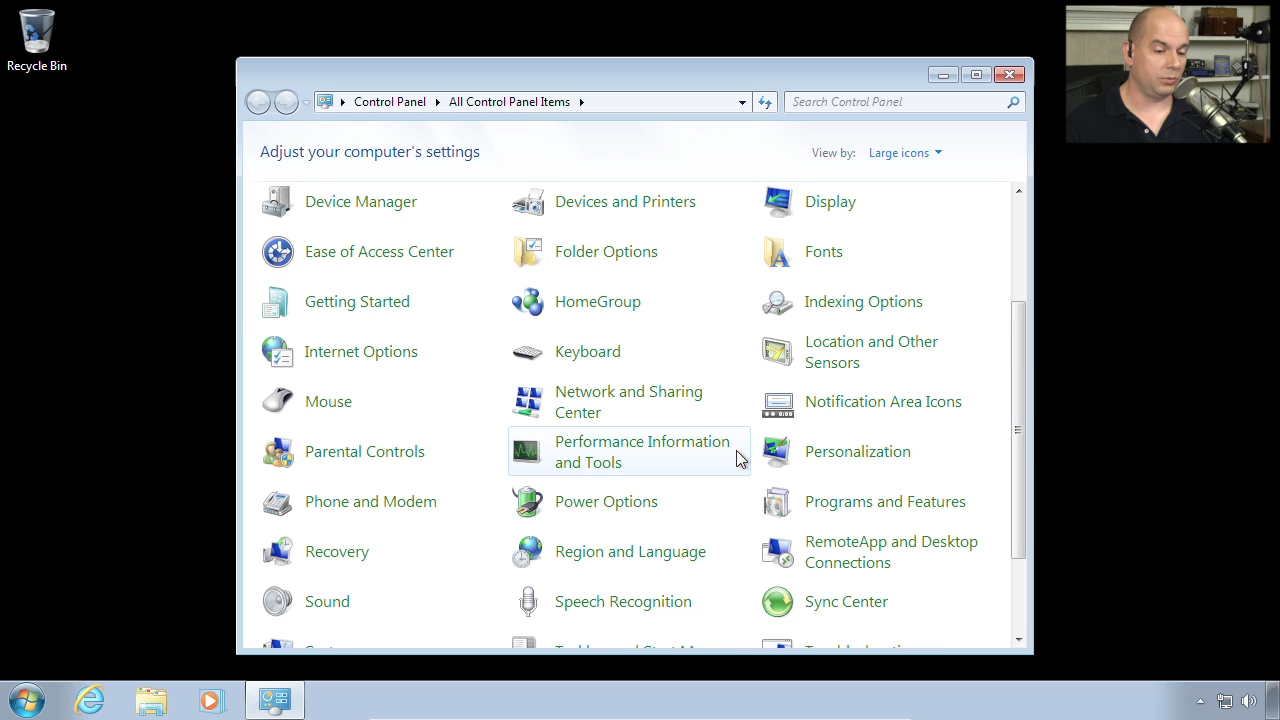 Recycle Bin
Control Panel
All Control Panel Items
Search Control Panel
Adjust your computer's settings
View by:
Large icons
Device Manager
Devices and Printers
Display
Ease of Access Center
Folder Options
Fonts
Getting Started
HomeGroup
Indexing Options
Internet Options
Keyboard
Location and Other
Sensors
Mouse
Network and Sharing
Center
Notification Area Icons
Parental Controls
Performance Information
and Tools
Personalization
Phone and Modem
Power Options
Programs and Features
Recovery
Region and Language
RemoteApp and Desktop
Connections
Sound
Speech Recognition
Sync Center